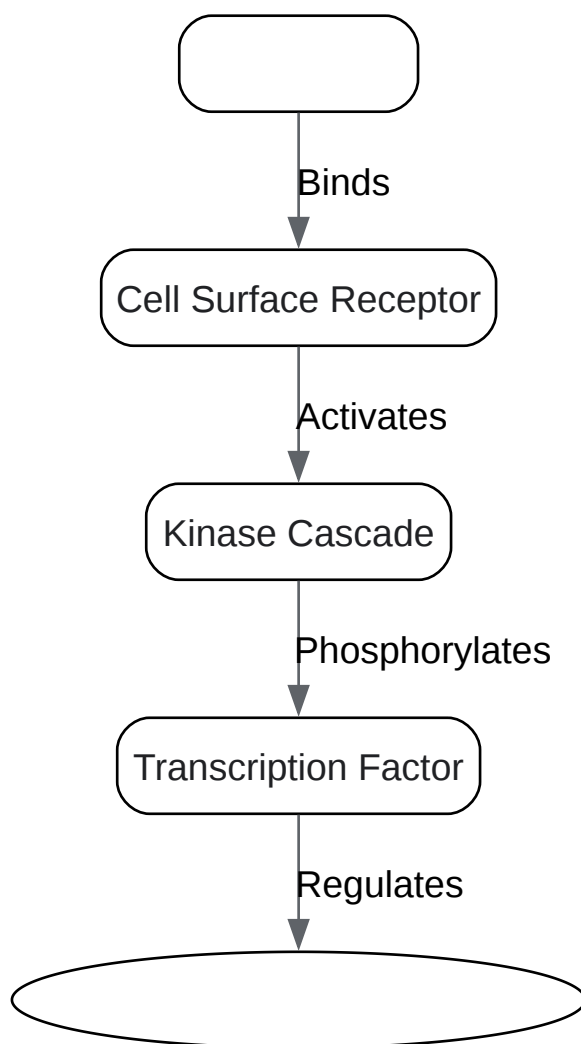 Binds
Cell Surface Receptor
Activates
Kinase Cascade
Phosphorylates
Transcription Factor
Regulates